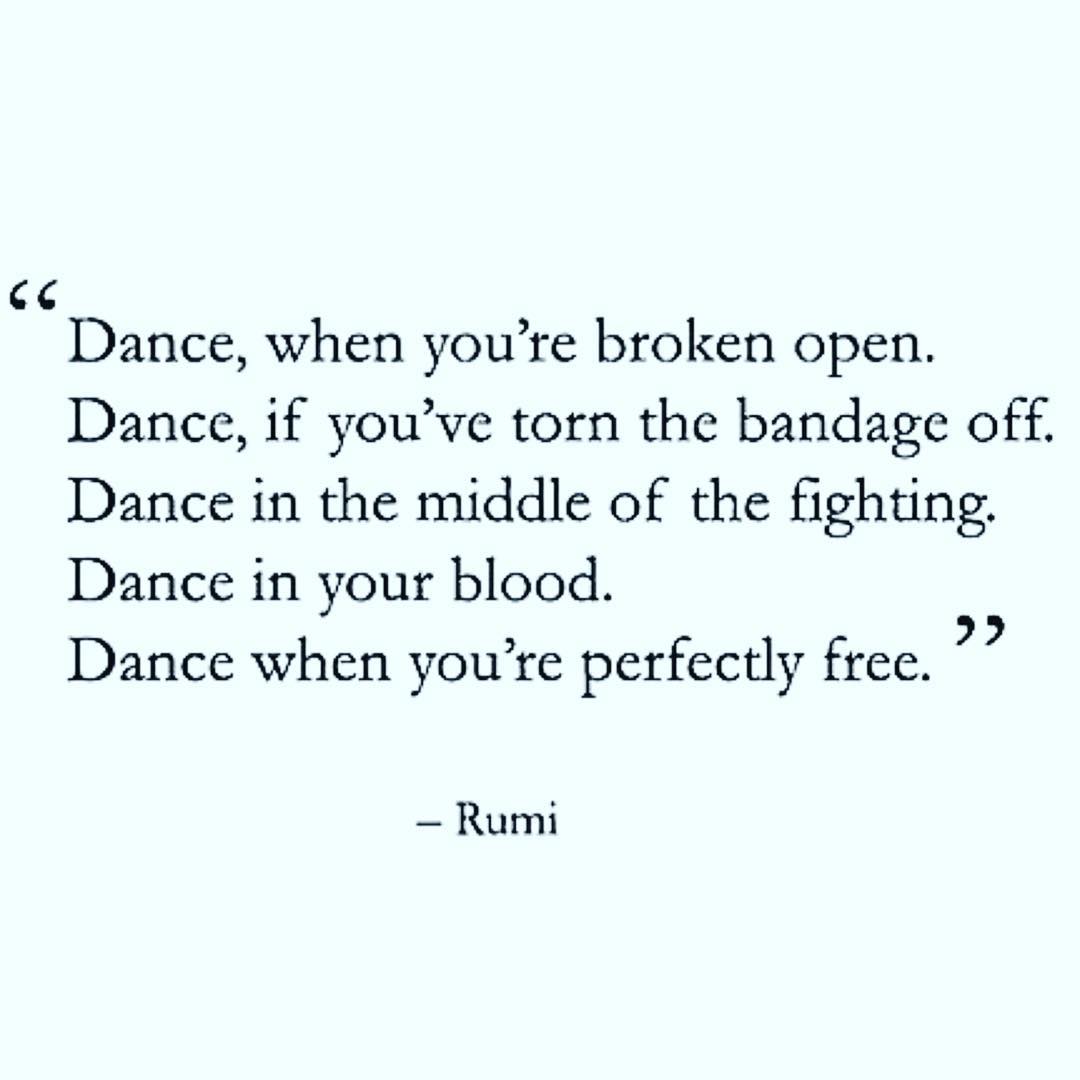 “Dance, when you’re broken open.
Dance, if you’ve torn the bandage off.
Dance in the middle of the fighting.
Dance in your blood.
Dance when you’re perfectly free.”
– Rumi